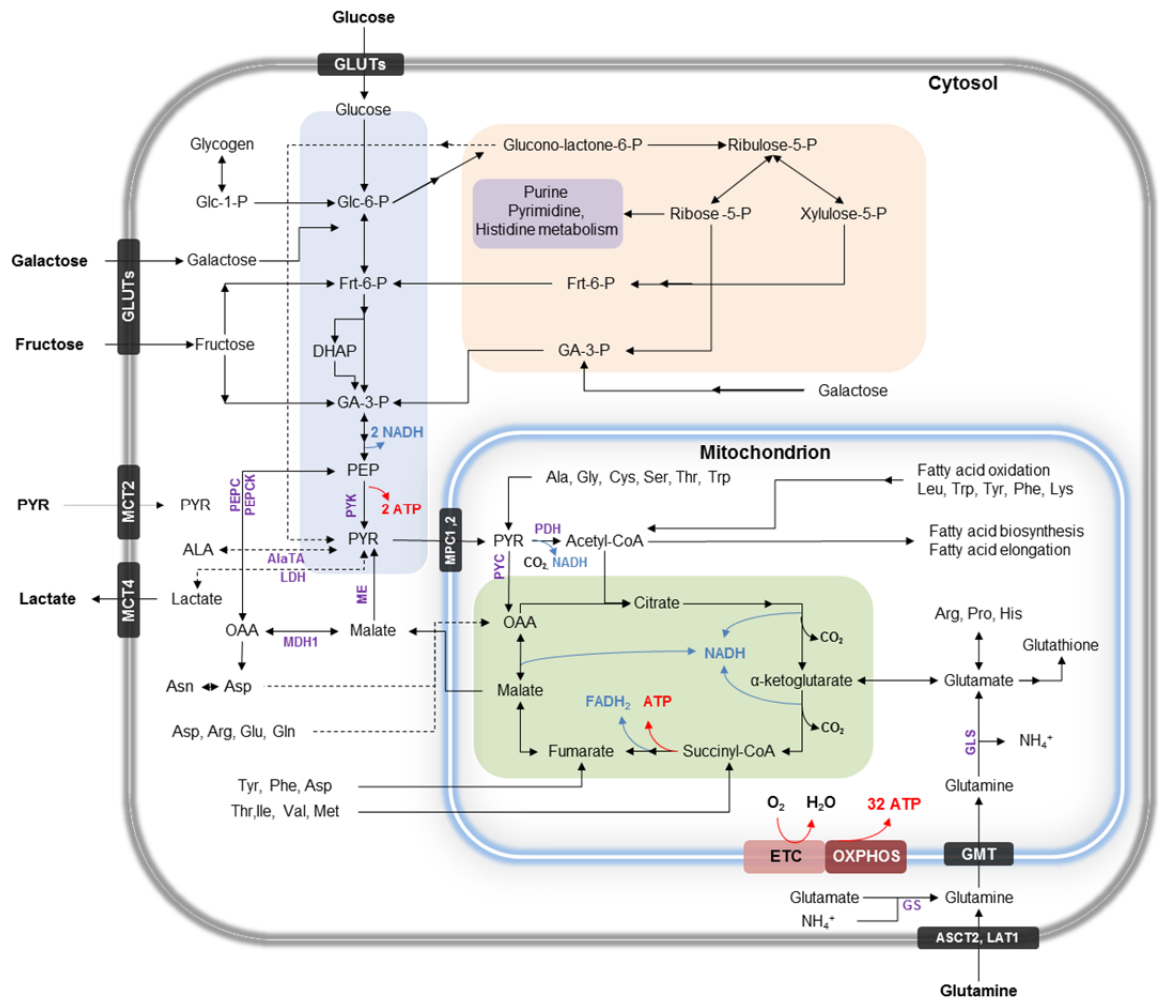 Glucose
GLUTs
Cytosol
Glucose
Glycogen
Glucono-lactone-6-P
Ribulose-5-P
Glc-1-P
Glc-6-P
Purine
Pyrimidine,
Histidine metabolism
Ribose -5-P
Xylulose-5-P
Galactose
GLUTs
Galactose
Frt-6-P
Frt-6-P
Fructose
Fructose
DHAP
GA-3-P
GA-3-P
Galactose
2 NADH
Mitochondrion
PEP
PEPC
PEPCK
PYK
2 ATP
Ala, Gly, Cys, Ser, Thr, Trp
Fatty acid oxidation
Leu, Trp, Tyr, Phe, Lys
PYR
MCT2
PYR
MPC1 ,2
PYR
PYR
PDH
Acetyl-CoA
CO2, NADH
PYC
Fatty acid biosynthesis
Fatty acid elongation
ALA
AlaTA
LDH
ME
Lactate
MCT4
Lactate
OAA
MDH1
Malate
OAA
Citrate
CO2
NADH
Arg, Pro, His
Glutathione
Asn
Asp
Malate
α-ketoglutarate
Glutamate
FADH2
ATP
CO2
Asp, Arg, Glu, Gln
Fumarate
Succinyl-CoA
GLS
NH4+
Tyr, Phe, Asp
Thr,Ile, Val, Met
Glutamine
O2
H2O
32 ATP
ETC
OXPHOS
GMT
Glutamate
GS
NH4+
Glutamine
ASCT2, LAT1
Glutamine